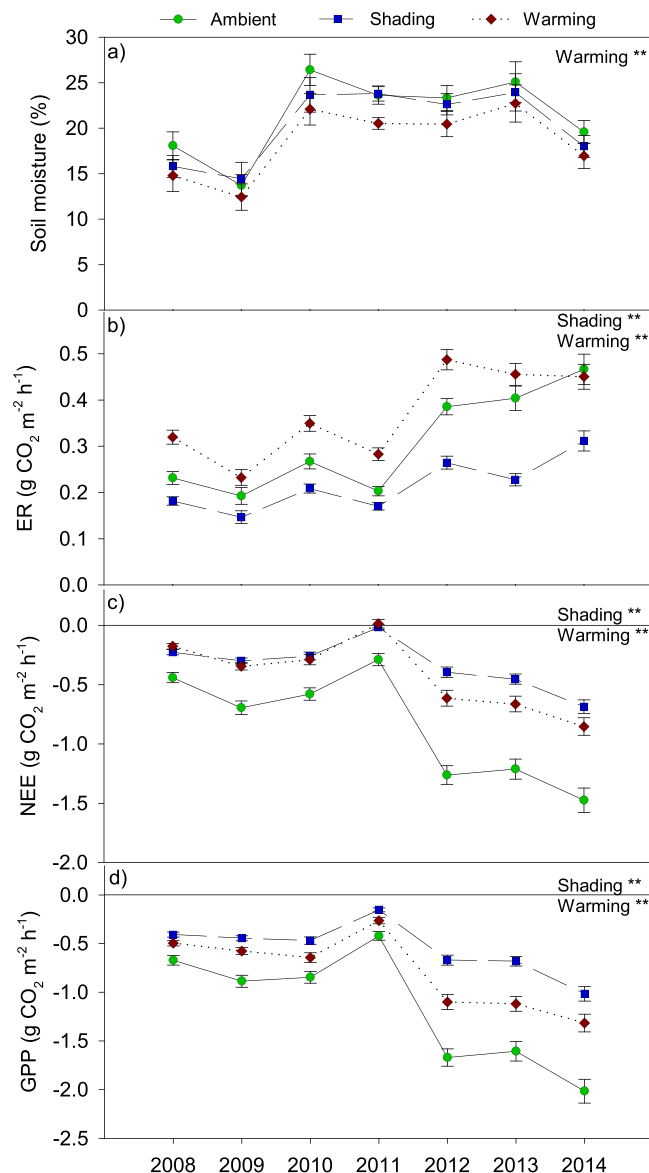 Ambient Shading Warming
a)
Warming **
30
25
20
15
10
5
0
Soil moisture (%)
b)
Shading **
Warming **
0.5
0.4
0.3
0.2
0.1
0.0
ER (g CO₂ m⁻² h⁻¹)
c)
Shading **
Warming **
0.0
-0.5
-1.0
-1.5
-2.0
NEE (g CO₂ m⁻² h⁻¹)
d)
Shading **
Warming **
0.0
-0.5
-1.0
-1.5
-2.0
-2.5
GPP (g CO₂ m⁻² h⁻¹)
2008 2009 2010 2011 2012 2013 2014